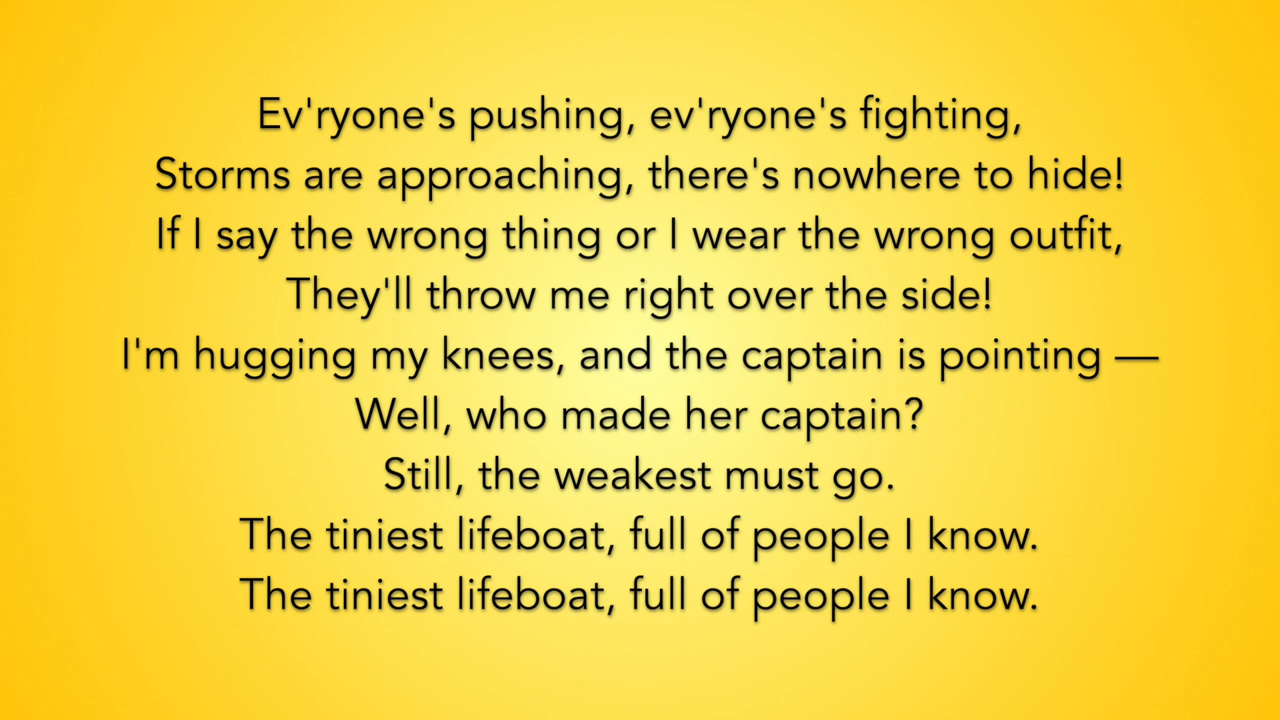 Ev'ryone's pushing, ev'ryone's fighting,
Storms are approaching, there's nowhere to hide!
If I say the wrong thing or I wear the wrong outfit,
They'll throw me right over the side!
I'm hugging my knees, and the captain is pointing —
Well, who made her captain?
Still, the weakest must go.
The tiniest lifeboat, full of people I know.
The tiniest lifeboat, full of people I know.